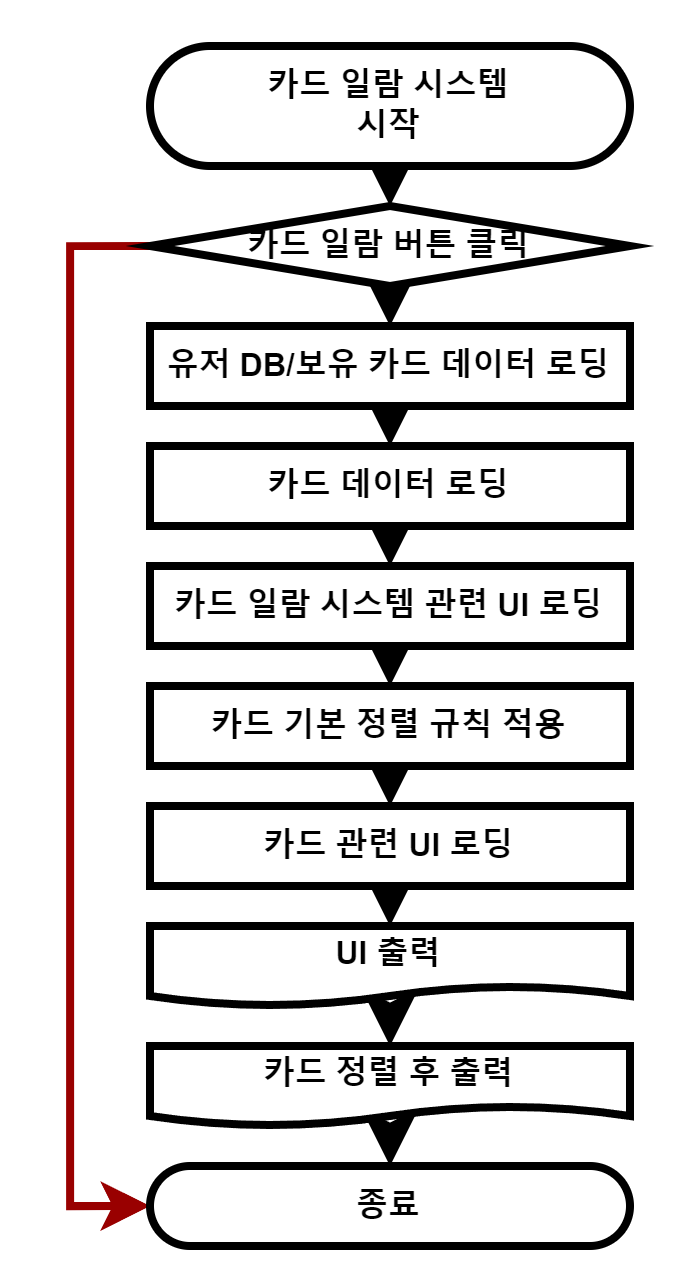 카드 일람 시스템
시작
카드 일람 버튼 클릭
유저 DB/보유 카드 데이터 로딩
카드 데이터 로딩
카드 일람 시스템 관련 UI 로딩
카드 기본 정렬 규칙 적용
카드 관련 UI 로딩
UI 출력
카드 정렬 후 출력
종료